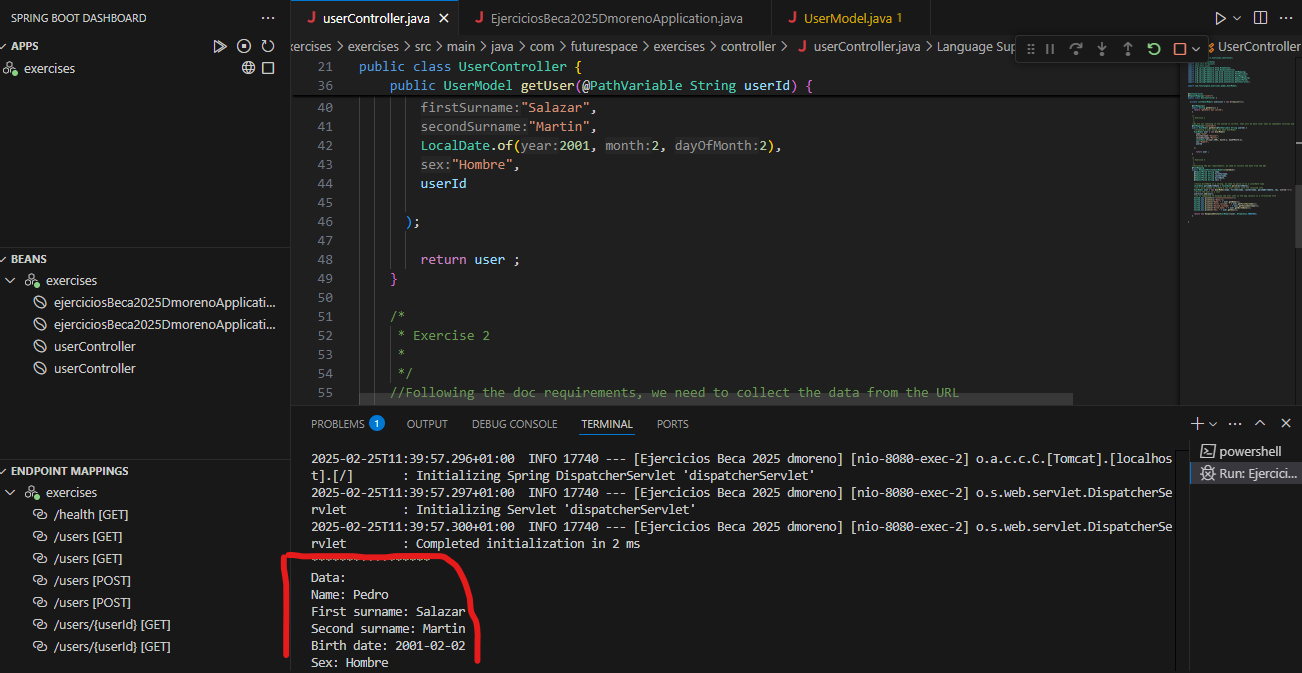 SPRING BOOT DASHBOARD
APPS
exercises
BEANS
exercises
ejerciciosBeca2025DmorenoApplicati...
ejerciciosBeca2025DmorenoApplicati...
userController
userController
ENDPOINT MAPPINGS
exercises
/health [GET]
/users [GET]
/users [GET]
/users [POST]
/users [POST]
/users/{userId} [GET]
/users/{userId} [GET]
userController.java
EjerciciosBeca2025DmorenoApplication.java
UserModel.java 1
exercises > exercises > src > main > java > com > futurespace > exercises > controller > userController.java > Language Sup
UserController
21 public class UserController {
36 public UserModel getUser(@PathVariable String userId) {
40 firstSurname:"Salazar",
41 secondSurname:"Martin",
42 LocalDate.of(year:2001, month:2, dayOfMonth:2),
43 sex:"Hombre",
44 userId
45
46 );
47
48 return user ;
49 }
50
51 /*
52 * Exercise 2
53 *
54 */
55 //Following the doc requirements, we need to collect the data from the URL
PROBLEMS 1 OUTPUT DEBUG CONSOLE TERMINAL PORTS
powershell
Run: Ejercici...
2025-02-25T11:39:57.296+01:00 INFO 17740 --- [Ejercicios Beca 2025 dmoreno] [nio-8080-exec-2] o.a.c.c.C.[Tomcat].[localhos
t].[/] : Initializing Spring DispatcherServlet 'dispatcherServlet'
2025-02-25T11:39:57.297+01:00 INFO 17740 --- [Ejercicios Beca 2025 dmoreno] [nio-8080-exec-2] o.s.web.servlet.DispatcherSe
rvlet : Initializing Servlet 'dispatcherServlet'
2025-02-25T11:39:57.300+01:00 INFO 17740 --- [Ejercicios Beca 2025 dmoreno] [nio-8080-exec-2] o.s.web.servlet.DispatcherSe
rvlet : Completed initialization in 2 ms
Data:
Name: Pedro
First surname: Salazar
Second surname: Martin
Birth date: 2001-02-02
Sex: Hombre